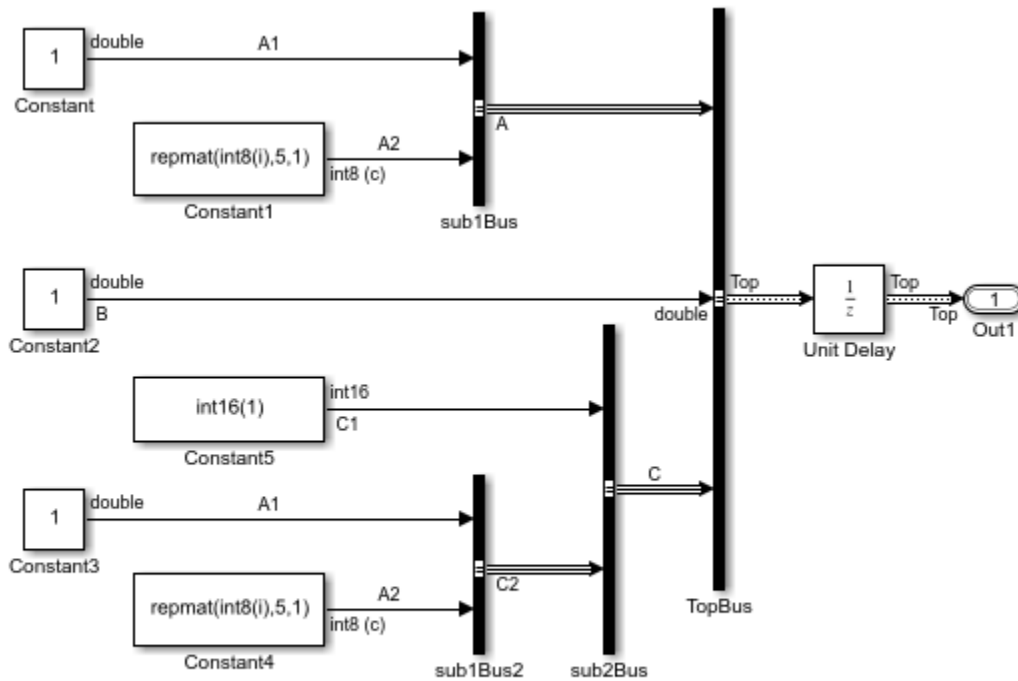 1
double
A1
Constant
repmat(int8(i),5,1)
A2
int8 (c)
Constant1
A
sub1Bus
1
double
B
Constant2
double
Top
1
z
Unit Delay
Top
Top
1
Out1
int16(1)
int16
C1
Constant5
C
1
double
A1
Constant3
repmat(int8(i),5,1)
A2
int8 (c)
Constant4
C2
sub1Bus2
sub2Bus
TopBus